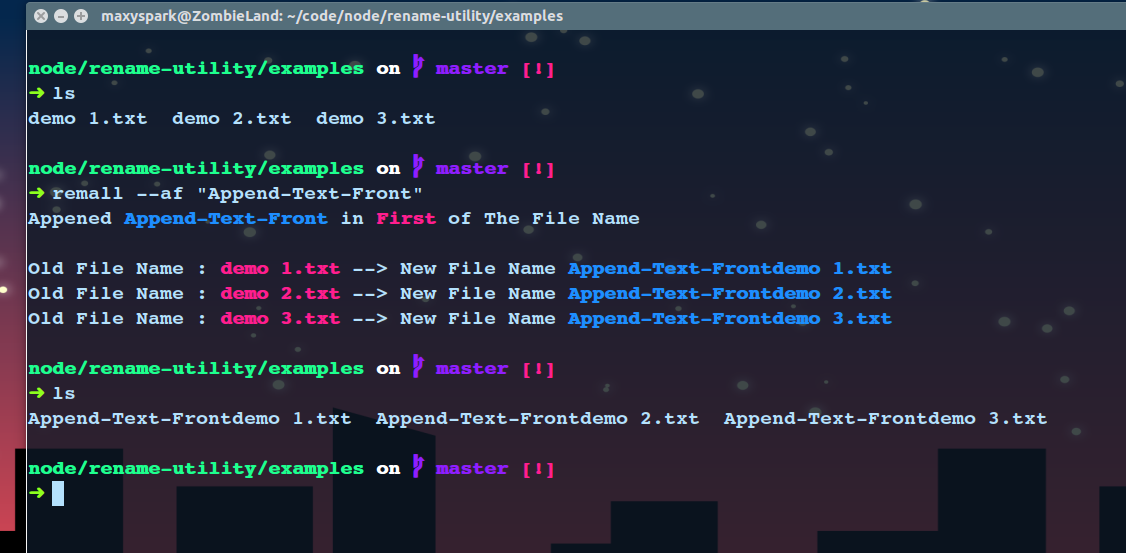 maxyspark@ZombieLand: ~/code/node/rename-utility/examples
node/rename-utility/examples on master [!]
➜ ls
demo 1.txt  demo 2.txt  demo 3.txt
node/rename-utility/examples on master [!]
➜ remall --af "Append-Text-Front"
Appened Append-Text-Front in First of The File Name
Old File Name : demo 1.txt --> New File Name Append-Text-Frontdemo 1.txt
Old File Name : demo 2.txt --> New File Name Append-Text-Frontdemo 2.txt
Old File Name : demo 3.txt --> New File Name Append-Text-Frontdemo 3.txt
node/rename-utility/examples on master [!]
➜ ls
Append-Text-Frontdemo 1.txt  Append-Text-Frontdemo 2.txt  Append-Text-Frontdemo 3.txt
node/rename-utility/examples on master [!]
➜